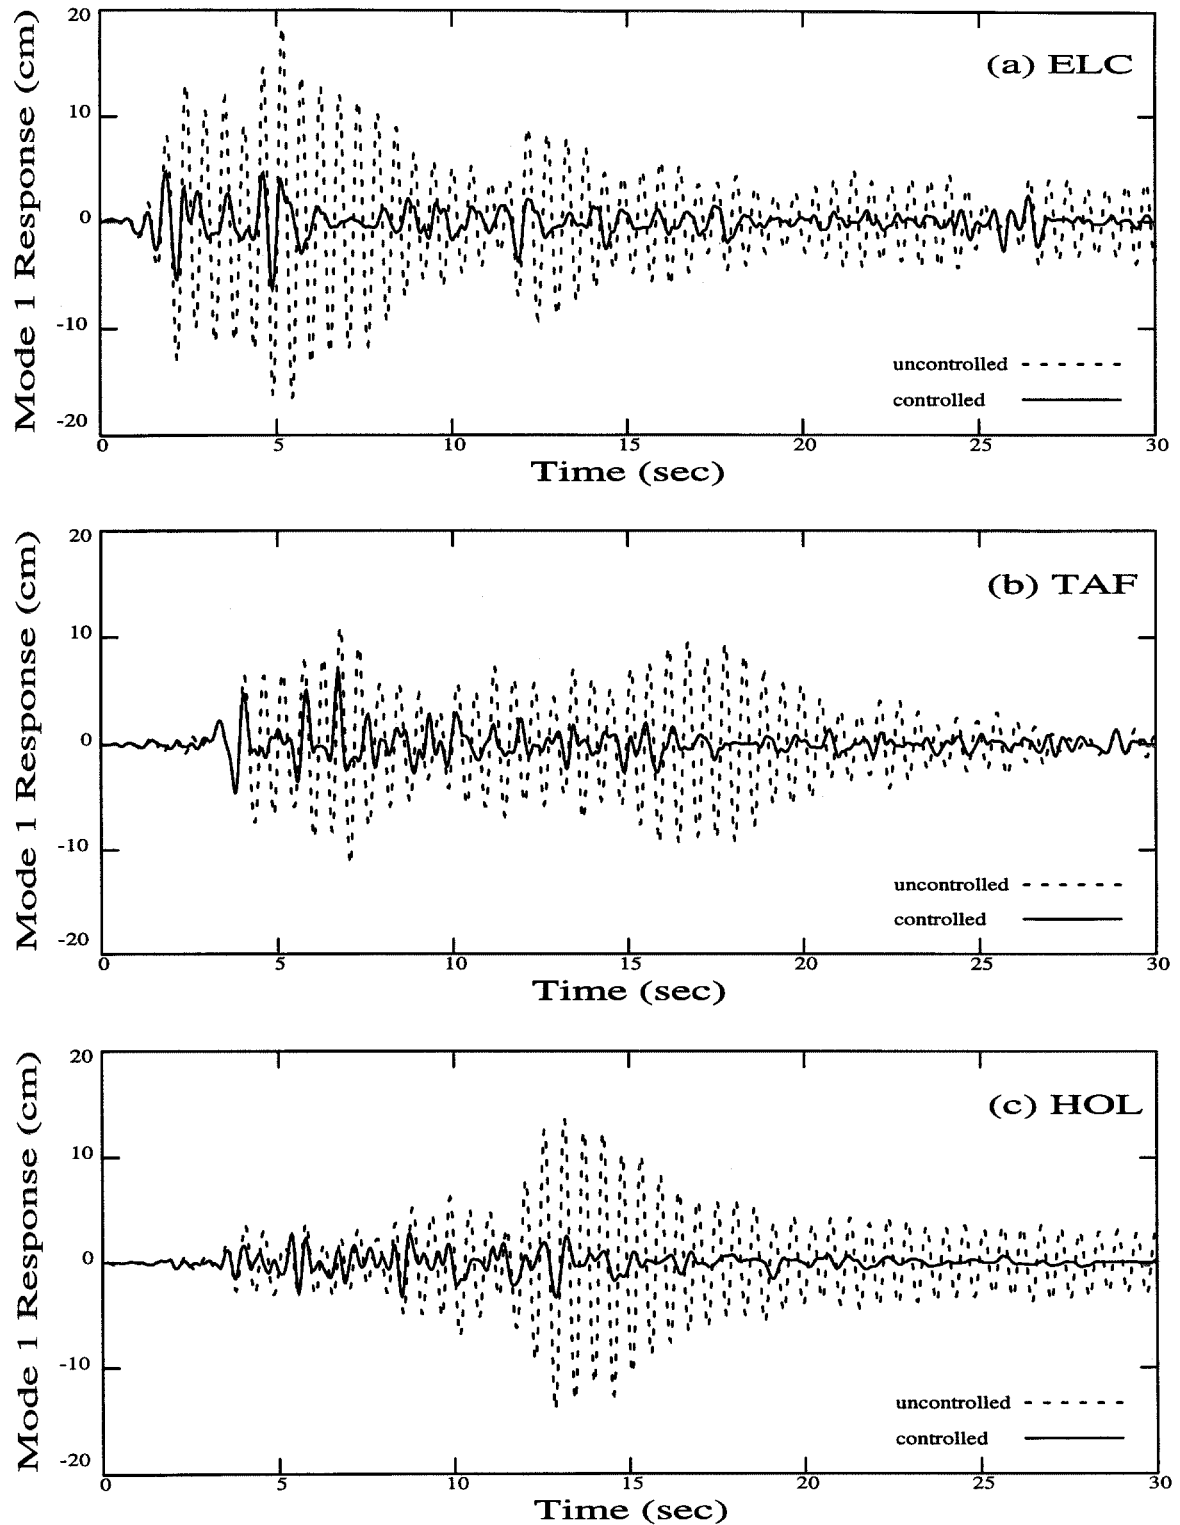 20
(a) ELC
10
0
-10
-20
Mode 1 Response (cm)
uncontrolled
controlled
0 5 10 15 20 25 30
Time (sec)
20
(b) TAF
10
0
-10
-20
Mode 1 Response (cm)
uncontrolled
controlled
0 5 10 15 20 25 30
Time (sec)
20
(c) HOL
10
0
-10
-20
Mode 1 Response (cm)
uncontrolled
controlled
0 5 10 15 20 25 30
Time (sec)